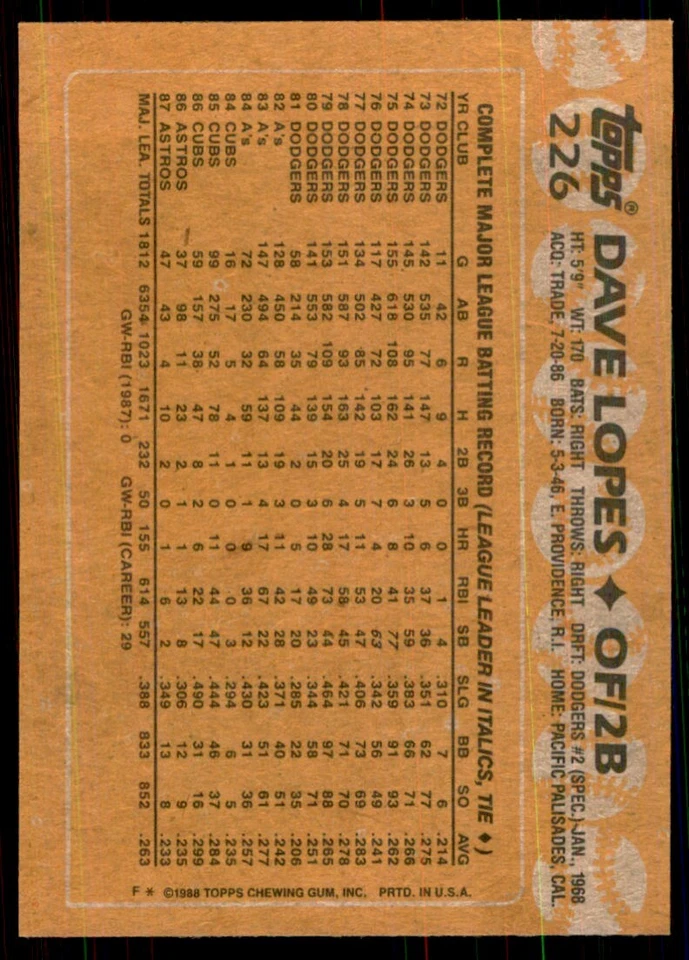 topps®
226
DAVE LOPES ◆ OF/2B
HT: 5'9" WT: 170 BATS: RIGHT THROWS: RIGHT DRFT: DODGERS #2 (SPEC.)-JAN., 1968
ACQ: TRADE, 7-20-86 BORN: 5-3-46, E. PROVIDENCE, R.I. HOME: PACIFIC PALISADES, CAL.
COMPLETE MAJOR LEAGUE BATTING RECORD (LEAGUE LEADER IN ITALICS, TIE ◆)
YR CLUB G AB R H 2B 3B HR RBI SB SLG BB SO AVG
72 DODGERS 11 42 6 9 4 0 0 1 4 .310 7 6 .214
73 DODGERS 142 535 77 147 13 5 6 37 36 .351 62 77 .275
74 DODGERS 145 530 95 141 26 3 10 35 59 .383 66 71 .266
75 DODGERS 155 618 108 162 24 6 8 41 77 .359 91 93 .262
76 DODGERS 117 427 72 103 17 7 4 20 63 .342 56 49 .241
77 DODGERS 134 502 85 142 19 5 11 53 47 .406 73 69 .283
78 DODGERS 151 587 93 163 25 4 17 58 45 .421 71 70 .278
79 DODGERS 153 582 109 154 20 6 28 73 44 .464 97 88 .265
80 DODGERS 141 553 79 139 15 3 10 49 23 .344 58 71 .251
81 DODGERS 58 214 35 44 2 0 5 17 20 .285 22 35 .206
82 A's 128 450 58 109 19 3 11 42 28 .371 40 51 .242
83 A's 147 494 64 137 13 4 17 67 22 .423 51 61 .277
84 A's 72 230 32 59 11 1 9 36 12 .430 31 36 .257
84 CUBS 16 17 5 4 1 0 0 0 3 .294 6 5 .235
85 CUBS 99 275 52 78 11 0 11 44 47 .444 46 37 .284
86 CUBS 59 157 38 47 8 2 6 22 17 .490 31 16 .299
86 ASTROS 37 98 11 23 2 1 1 13 8 .306 12 9 .235
87 ASTROS 47 43 4 10 2 0 1 6 2 .349 13 8 .233
MAJ. LEA. TOTALS 1812 6354 1023 1671 232 50 155 614 557 .388 833 852 .263
GW-RBI (1987): 0 GW-RBI (CAREER): 29
F * ©1988 TOPPS CHEWING GUM, INC. PRTD. IN U.S.A.